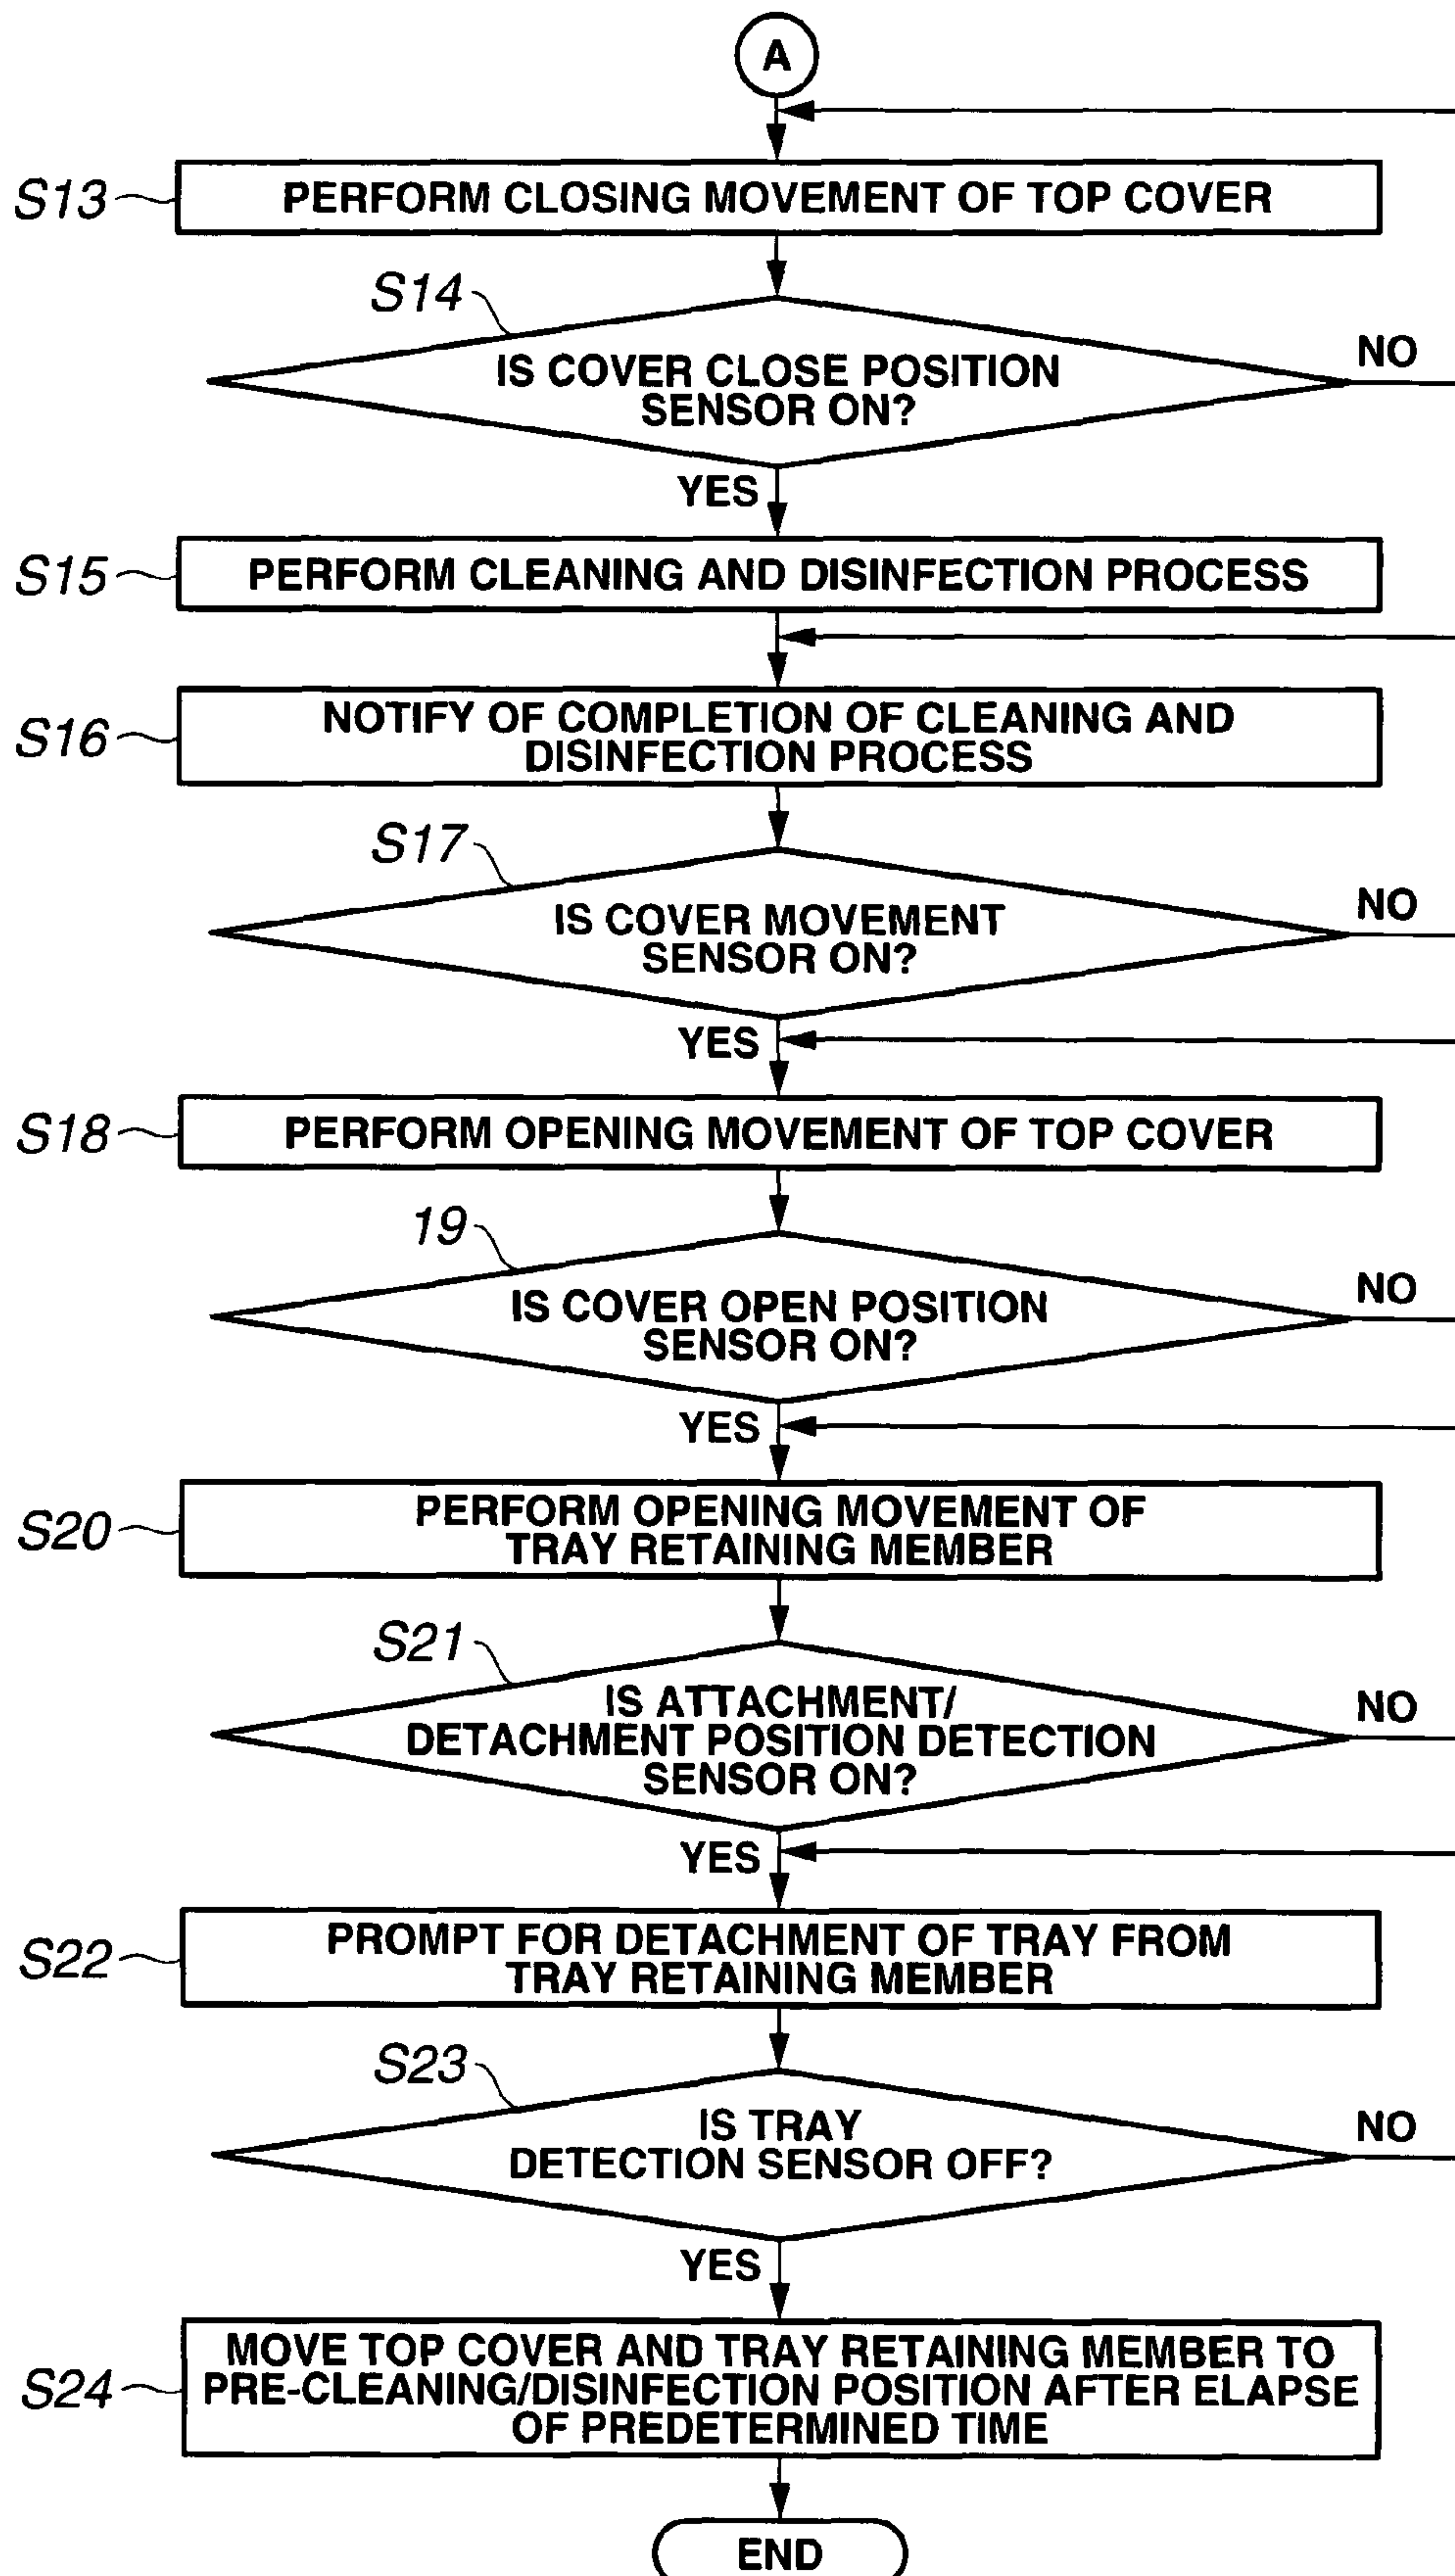 A
S13
PERFORM CLOSING MOVEMENT OF TOP COVER
S14
IS COVER CLOSE POSITION
SENSOR ON?
NO
YES
S15
PERFORM CLEANING AND DISINFECTION PROCESS
S16
NOTIFY OF COMPLETION OF CLEANING AND
DISINFECTION PROCESS
S17
IS COVER MOVEMENT
SENSOR ON?
NO
YES
S18
PERFORM OPENING MOVEMENT OF TOP COVER
19
IS COVER OPEN POSITION
SENSOR ON?
NO
YES
S20
PERFORM OPENING MOVEMENT OF
TRAY RETAINING MEMBER
S21
IS ATTACHMENT/
DETACHMENT POSITION DETECTION
SENSOR ON?
NO
YES
S22
PROMPT FOR DETACHMENT OF TRAY FROM
TRAY RETAINING MEMBER
S23
IS TRAY
DETECTION SENSOR OFF?
NO
YES
S24
MOVE TOP COVER AND TRAY RETAINING MEMBER TO
PRE-CLEANING/DISINFECTION POSITION AFTER ELAPSE
OF PREDETERMINED TIME
END